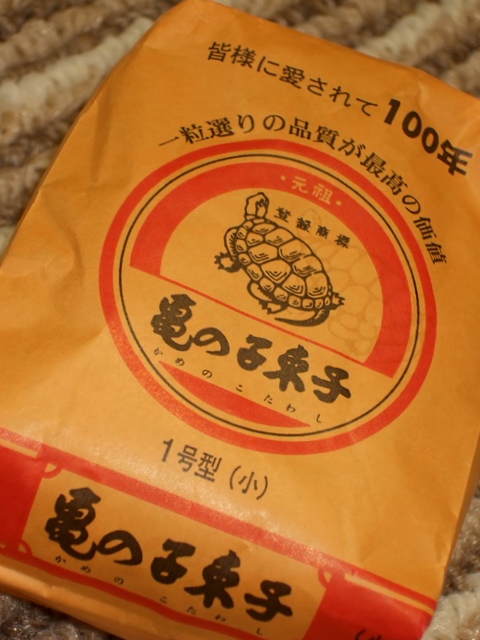 皆様に愛されて100年
一粒選りの品質が最高の価値
・元祖・
登録商標
亀の子束子
かめのこたわし
1号型(小)
亀の子束子
かめのこたわし